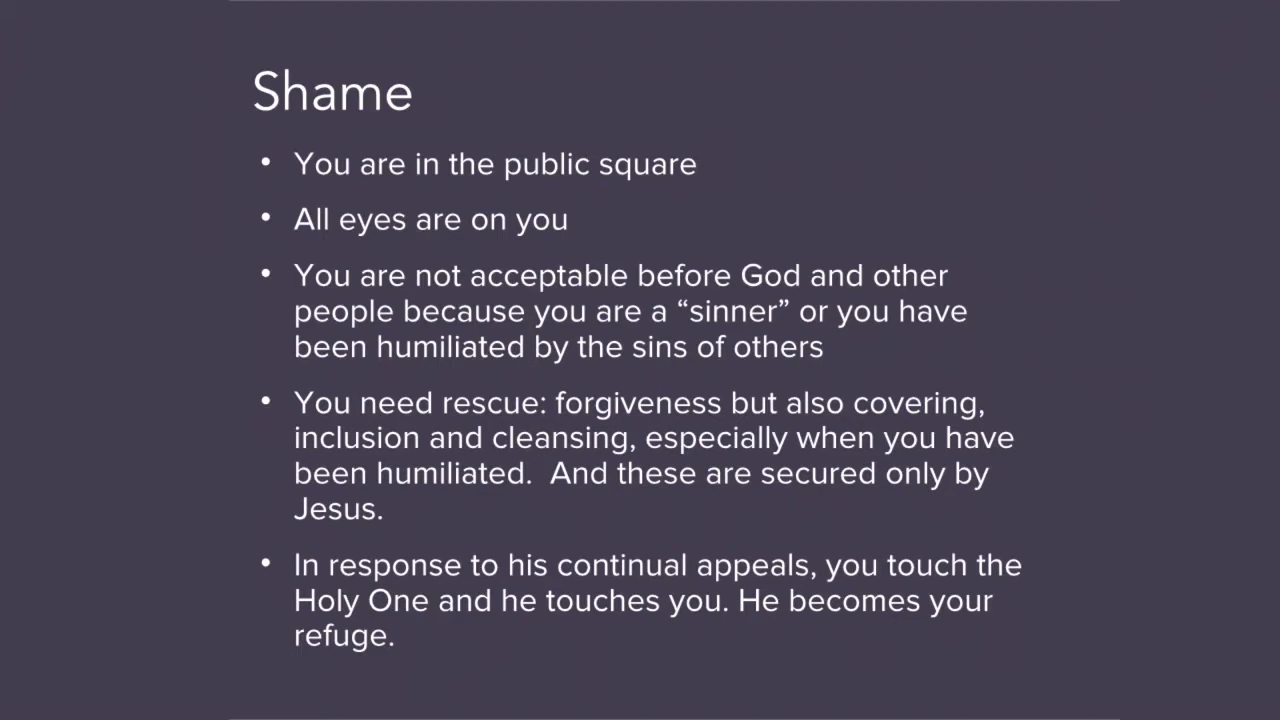 Shame
• You are in the public square
• All eyes are on you
• You are not acceptable before God and other
people because you are a “sinner” or you have
been humiliated by the sins of others
• You need rescue: forgiveness but also covering,
inclusion and cleansing, especially when you have
been humiliated.  And these are secured only by
Jesus.
• In response to his continual appeals, you touch the
Holy One and he touches you. He becomes your
refuge.